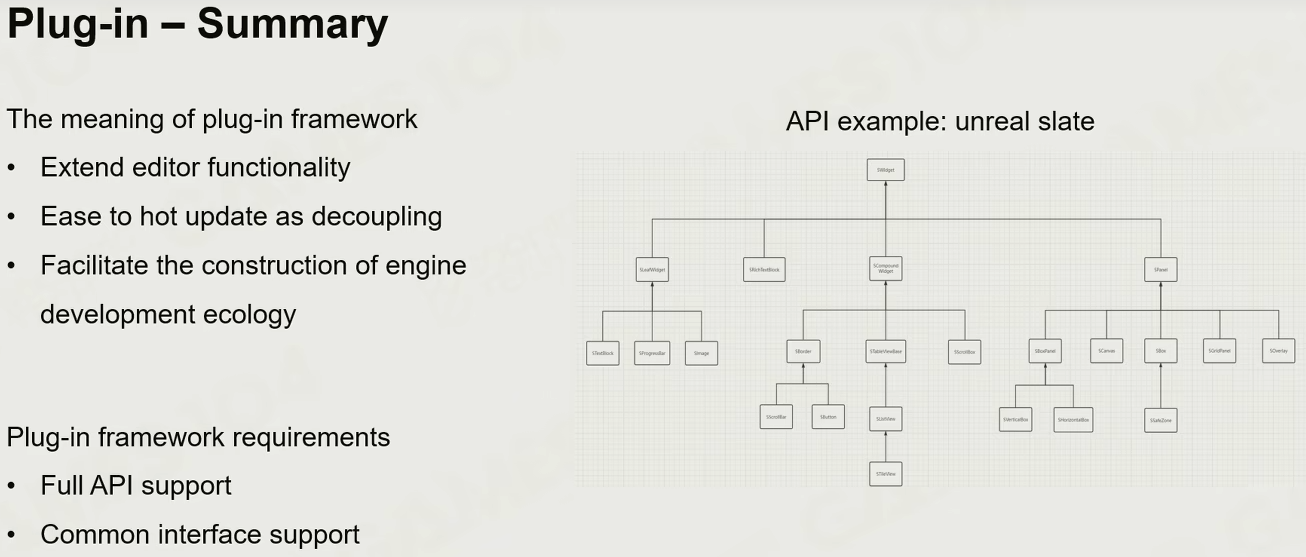 Plug-in – Summary
The meaning of plug-in framework
• Extend editor functionality
• Ease to hot update as decoupling
• Facilitate the construction of engine
development ecology
Plug-in framework requirements
• Full API support
• Common interface support
API example: unreal slate
SWidget
SLeafWidget
SRichTextBlock
SCompound
Widget
SPanel
STextBlock
SProgressBar
SImage
SBorder
STableViewBase
SScrollBox
SBoxPanel
SCanvas
SBox
SGridPanel
SOverlay
SScrollBar
SButton
SListView
SVerticalBox
SHorizontalBox
SSafeZone
STileView